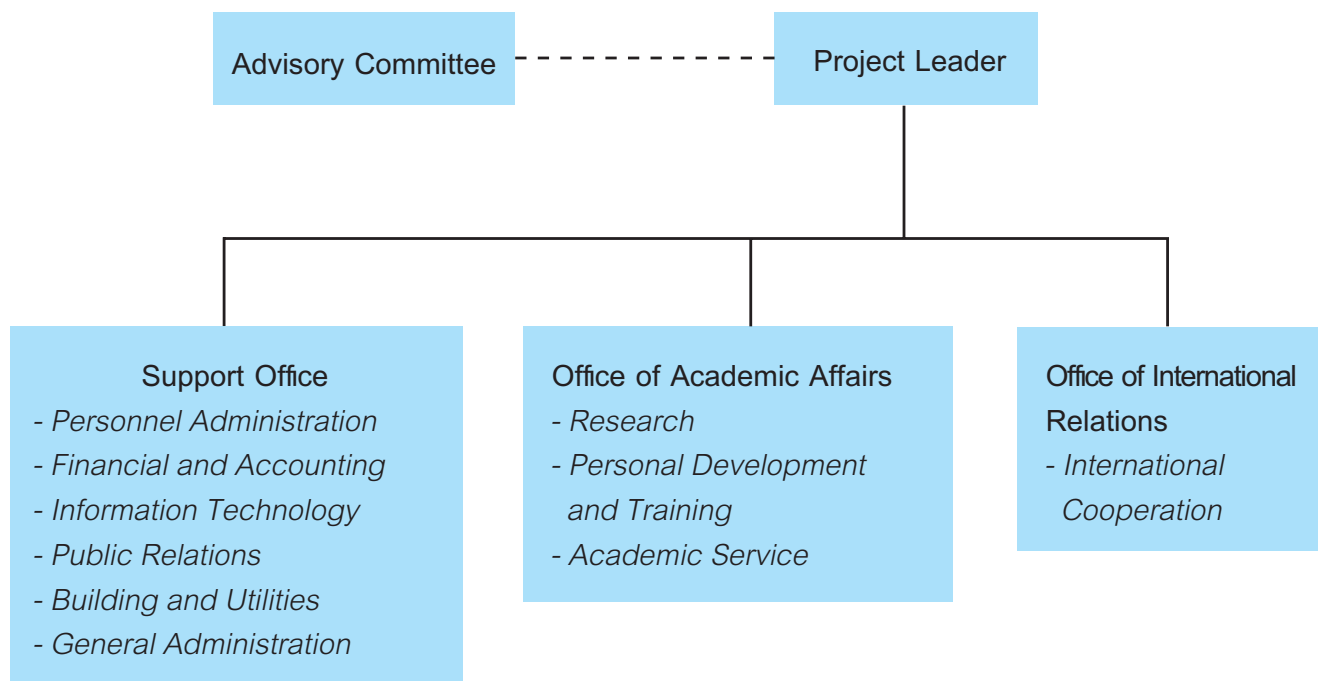 Advisory Committee
Project Leader
Support Office
- Personnel Administration
- Financial and Accounting
- Information Technology
- Public Relations
- Building and Utilities
- General Administration
Office of Academic Affairs
- Research
- Personal Development
and Training
- Academic Service
Office of International
Relations
- International
Cooperation